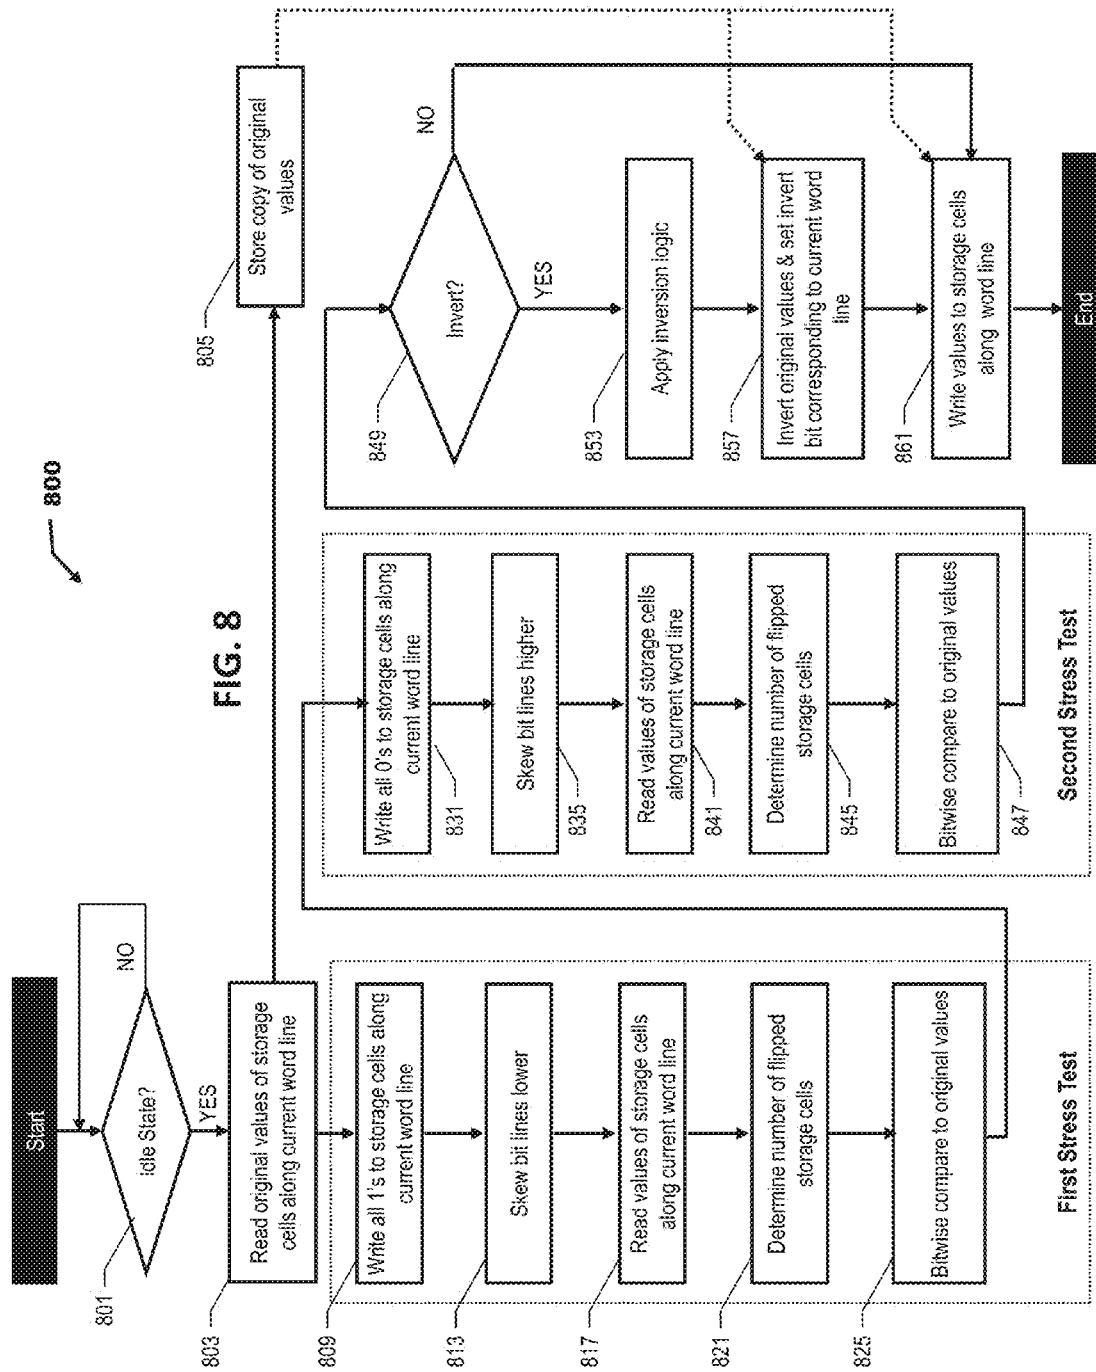 800
FIG. 8
Start
Idle State?
NO
YES
801
Read original values of storage
cells along current word line
803
Store copy of original
values
805
Write all 1's to storage cells along
current word line
809
Skew bit lines lower
813
Read values of storage cells
along current word line
817
Determine number of flipped
storage cells
821
Bitwise compare to original values
825
First Stress Test
Write all 0's to storage cells along
current word line
831
Skew bit lines higher
835
Read values of storage cells
along current word line
841
Determine number of flipped
storage cells
845
Bitwise compare to original values
847
Second Stress Test
Invert?
NO
YES
849
Apply inversion logic
853
Invert original values & set invert
bit corresponding to current word
line
857
Write values to storage cells
along word line
861
End